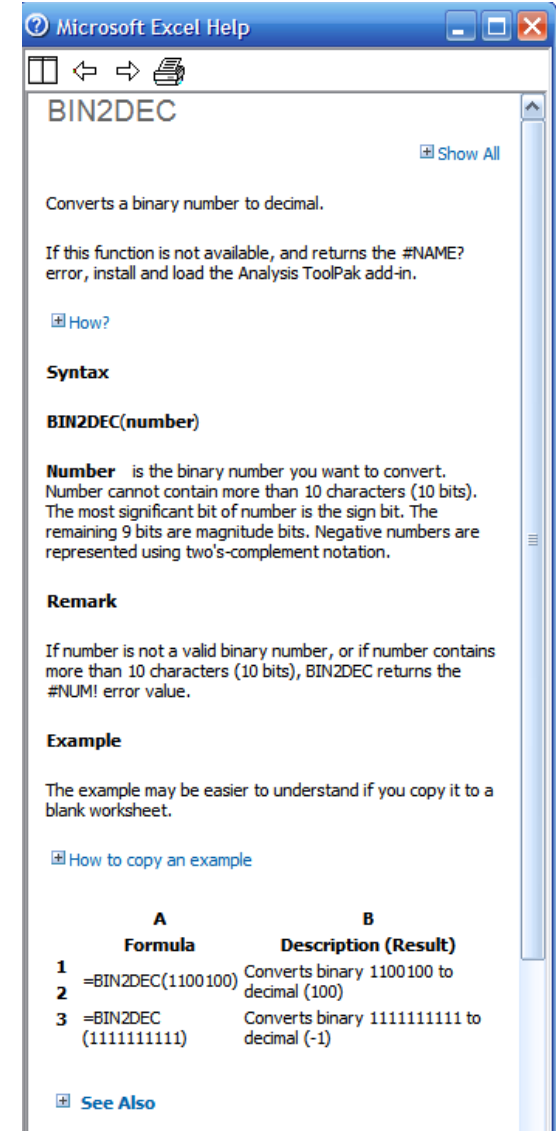 Microsoft Excel Help
BIN2DEC
Show All
Converts a binary number to decimal.
If this function is not available, and returns the #NAME?
error, install and load the Analysis ToolPak add-in.
How?
Syntax
BIN2DEC(number)
Number is the binary number you want to convert.
Number cannot contain more than 10 characters (10 bits).
The most significant bit of number is the sign bit. The
remaining 9 bits are magnitude bits. Negative numbers are
represented using two's-complement notation.
Remark
If number is not a valid binary number, or if number contains
more than 10 characters (10 bits), BIN2DEC returns the
#NUM! error value.
Example
The example may be easier to understand if you copy it to a
blank worksheet.
How to copy an example
A B
Formula Description (Result)
1 Converts binary 1100100 to
=BIN2DEC(1100100)
2 decimal (100)
3 =BIN2DEC Converts binary 1111111111 to
(1111111111) decimal (-1)
See Also